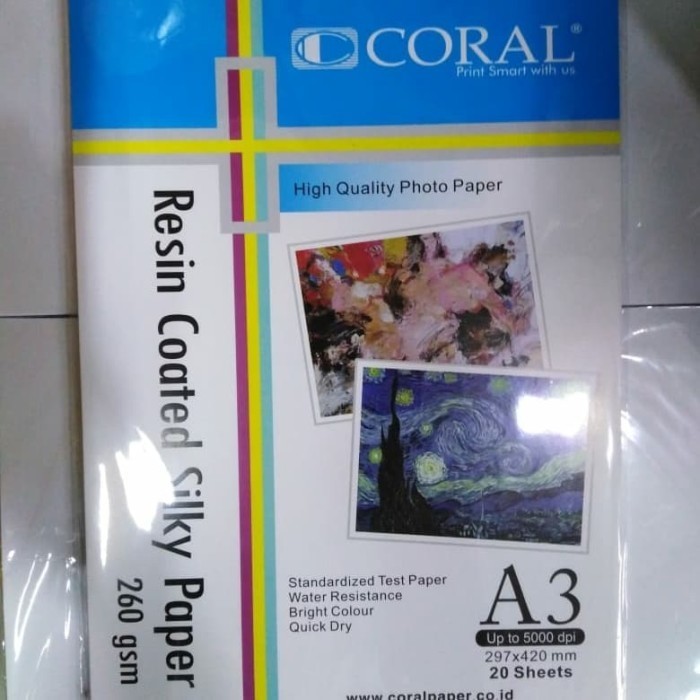 CORAL®
Print Smart with us
High Quality Photo Paper
Resin Coated Silky Paper
260 gsm
Standardized Test Paper
Water Resistance
Bright Colour
Quick Dry
A3
Up to 5000 dpi
297x420 mm
20 Sheets
www.coralpaper.co.id